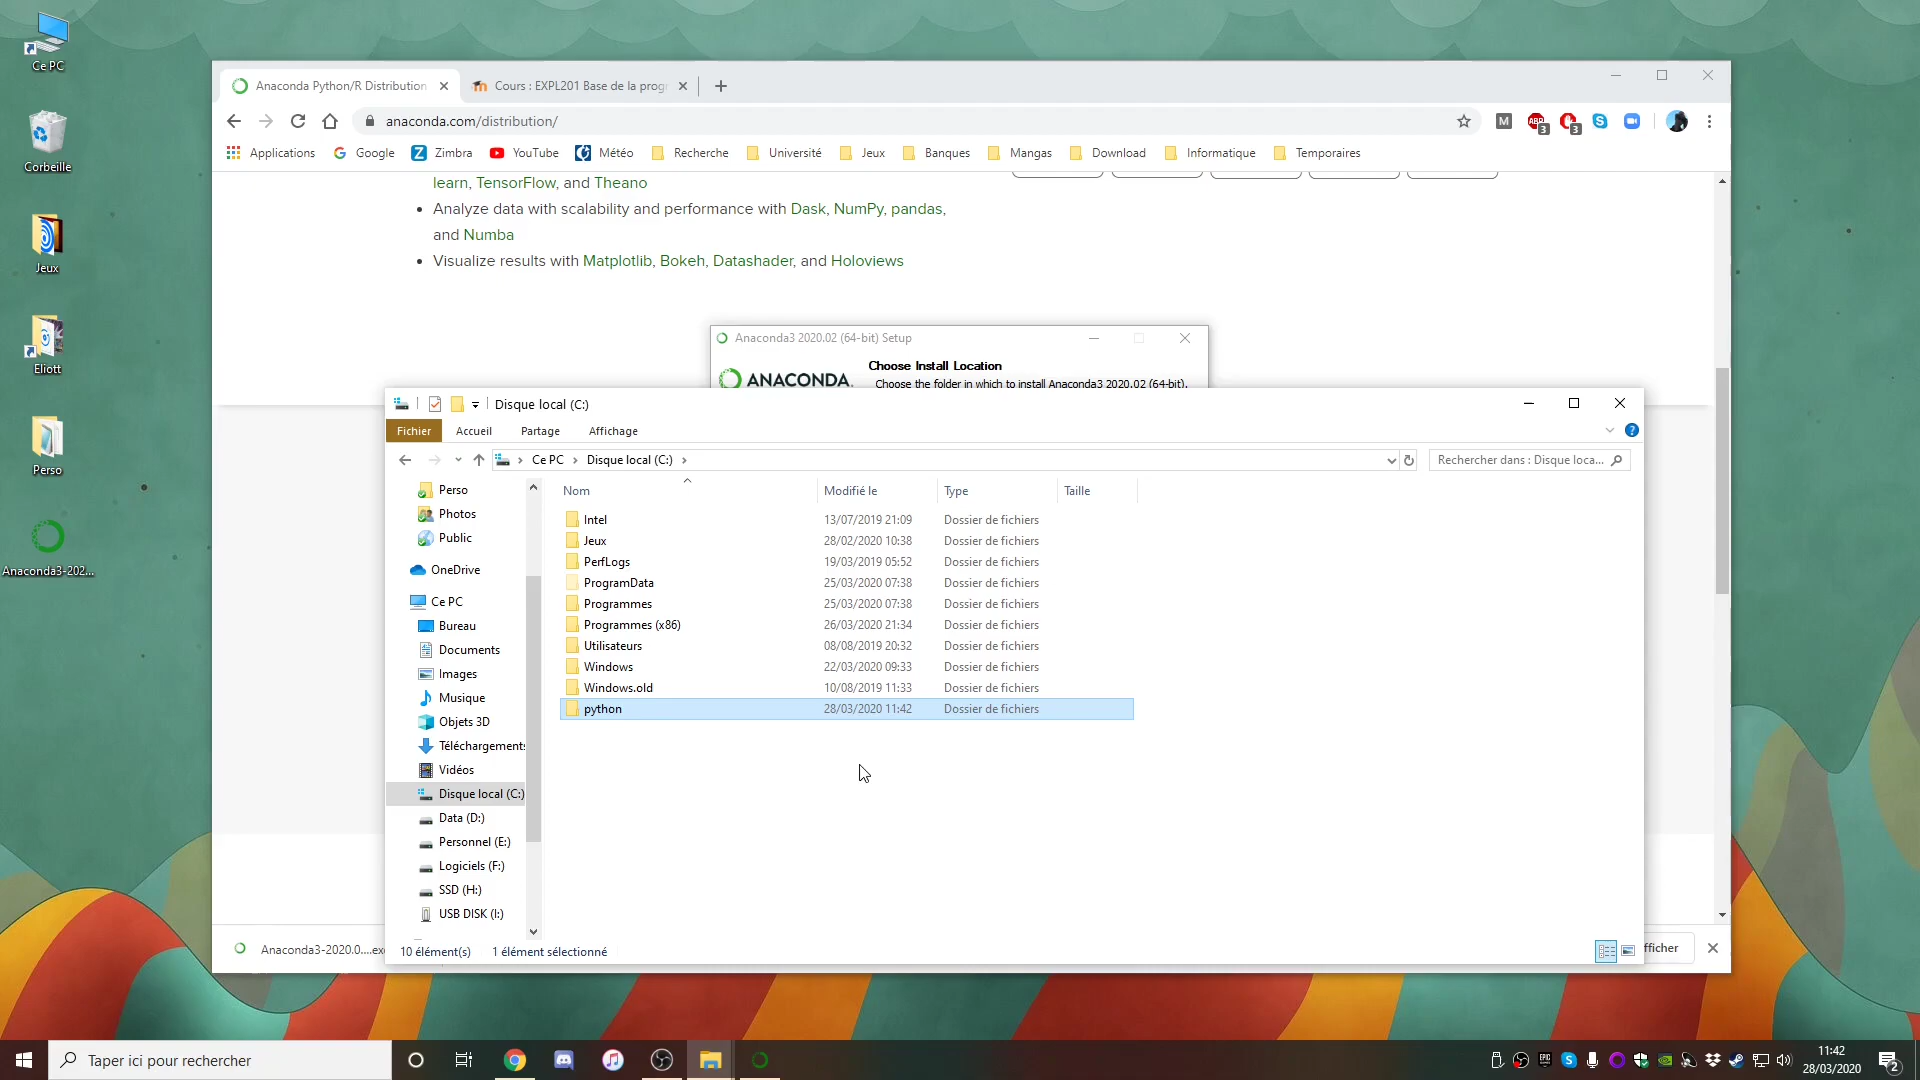 Ce PC
Corbeille
Jeux
Eliott
Perso
Anaconda3-202...
Anaconda Python/R Distribution
Cours : EXPL201 Base de la prog
anaconda.com/distribution/
M
ABP
3
3
Applications
Google
Zimbra
YouTube
Météo
Recherche
Université
Jeux
Banques
Mangas
Download
Informatique
Temporaires
learn, TensorFlow, and Theano
Analyze data with scalability and performance with Dask, NumPy, pandas,
and Numba
Visualize results with Matplotlib, Bokeh, Datashader, and Holoviews
Anaconda3 2020.02 (64-bit) Setup
Choose Install Location
ANACONDA.
Choose the folder in which to install Anaconda3 2020.02 (64-bit).
Disque local (C:)
Fichier
Accueil
Partage
Affichage
Ce PC
Disque local (C:)
Rechercher dans : Disque loca...
Perso
Photos
Public
OneDrive
Ce PC
Bureau
Documents
Images
Musique
Objets 3D
Téléchargements
Vidéos
Disque local (C:)
Data (D:)
Personnel (E:)
Logiciels (F:)
SSD (H:)
USB DISK (I:)
Nom Modifié le Type Taille
Intel 13/07/2019 21:09 Dossier de fichiers
Jeux 28/02/2020 10:38 Dossier de fichiers
PerfLogs 19/03/2019 05:52 Dossier de fichiers
ProgramData 25/03/2020 07:38 Dossier de fichiers
Programmes 25/03/2020 07:38 Dossier de fichiers
Programmes (x86) 26/03/2020 21:34 Dossier de fichiers
Utilisateurs 08/08/2019 20:32 Dossier de fichiers
Windows 22/03/2020 09:33 Dossier de fichiers
Windows.old 10/08/2019 11:33 Dossier de fichiers
python 28/03/2020 11:42 Dossier de fichiers
10 élément(s) 1 élément sélectionné
Anaconda3-2020.0....exe
fficher
Taper ici pour rechercher
11:42
28/03/2020
2